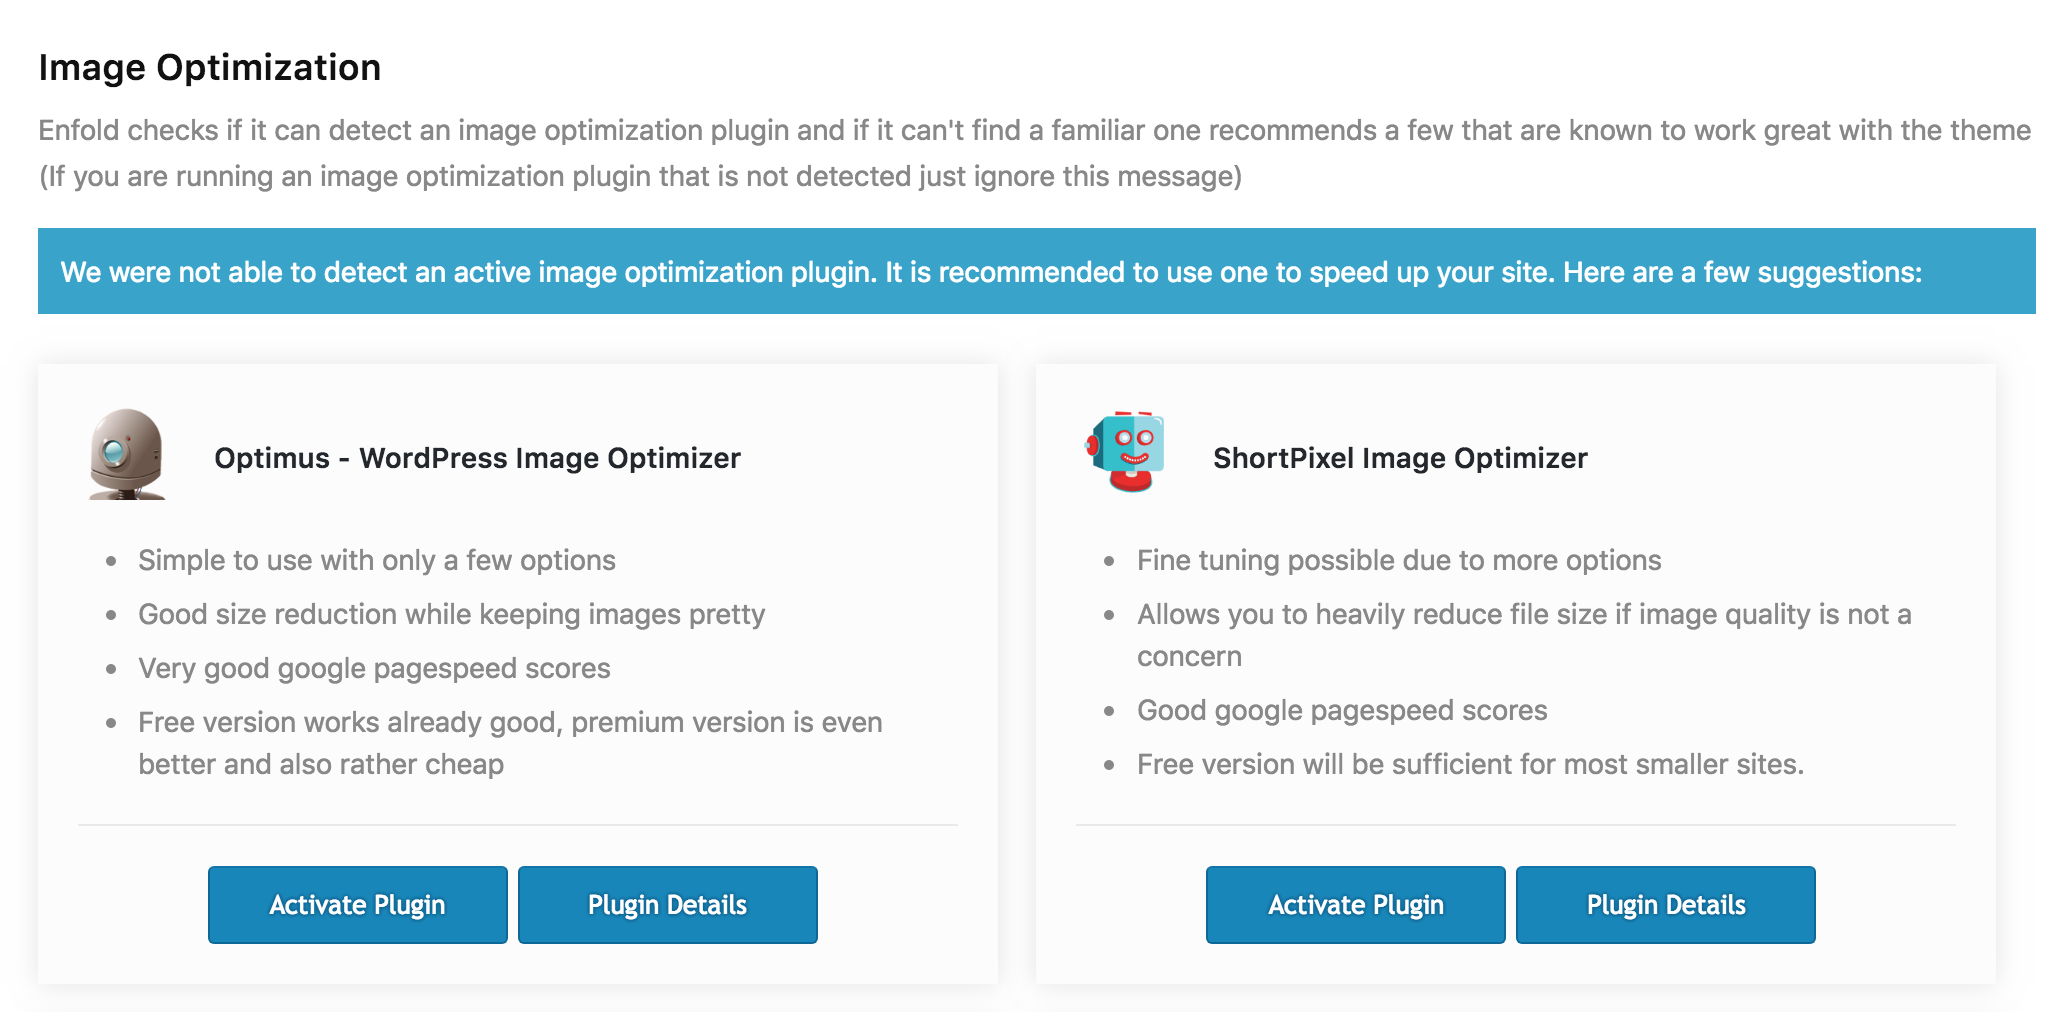 Image Optimization
Enfold checks if it can detect an image optimization plugin and if it can't find a familiar one recommends a few that are known to work great with the theme
(If you are running an image optimization plugin that is not detected just ignore this message)
We were not able to detect an active image optimization plugin. It is recommended to use one to speed up your site. Here are a few suggestions:
Optimus - WordPress Image Optimizer
• Simple to use with only a few options
• Good size reduction while keeping images pretty
• Very good google pagespeed scores
• Free version works already good, premium version is even
better and also rather cheap
Activate Plugin
Plugin Details
ShortPixel Image Optimizer
• Fine tuning possible due to more options
• Allows you to heavily reduce file size if image quality is not a
concern
• Good google pagespeed scores
• Free version will be sufficient for most smaller sites.
Activate Plugin
Plugin Details